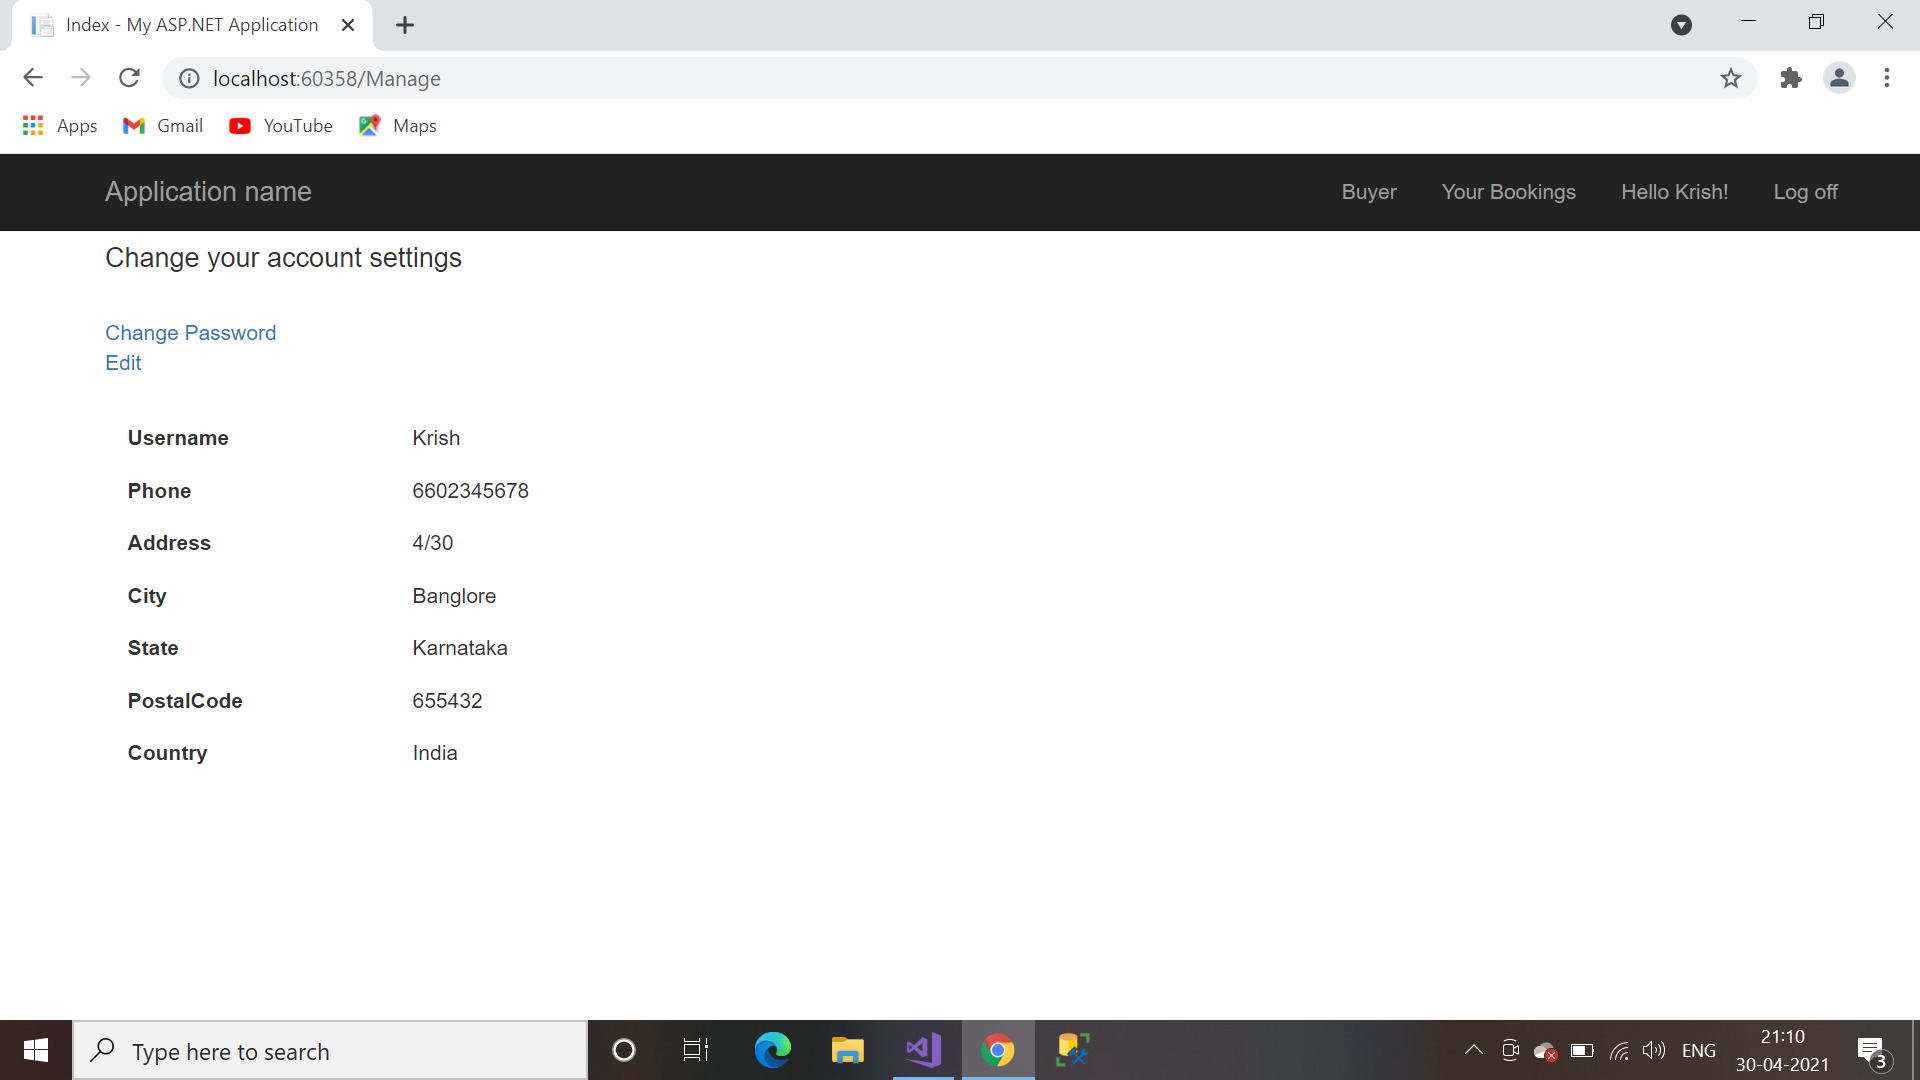 Index - My ASP.NET Application
localhost:60358/Manage
Apps Gmail YouTube Maps
Application name Buyer Your Bookings Hello Krish! Log off
Change your account settings
Change Password
Edit
Username Krish
Phone 6602345678
Address 4/30
City Banglore
State Karnataka
PostalCode 655432
Country India
Type here to search
ENG
21:10
30-04-2021
3